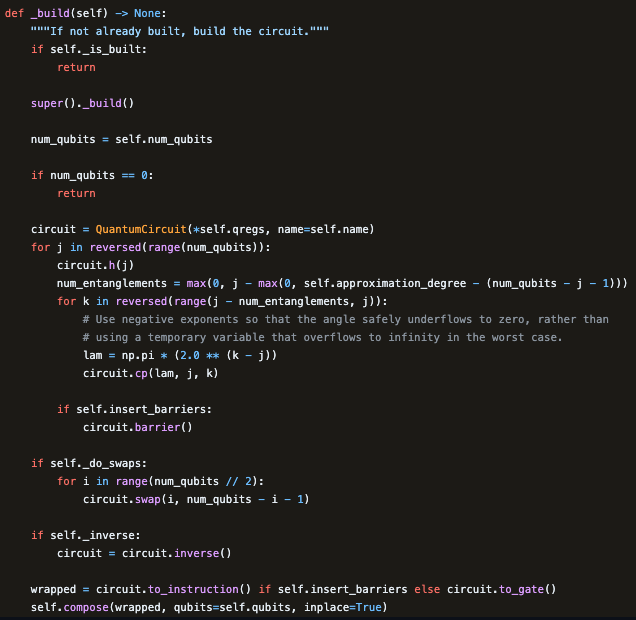 def _build(self) -> None:
    """If not already built, build the circuit."""
    if self._is_built:
        return

    super()._build()

    num_qubits = self.num_qubits

    if num_qubits == 0:
        return

    circuit = QuantumCircuit(*self.qregs, name=self.name)
    for j in reversed(range(num_qubits)):
        circuit.h(j)
        num_entanglements = max(0, j - max(0, self.approximation_degree - (num_qubits - j - 1)))
        for k in reversed(range(j - num_entanglements, j)):
            # Use negative exponents so that the angle safely underflows to zero, rather than
            # using a temporary variable that overflows to infinity in the worst case.
            lam = np.pi * (2.0 ** (k - j))
            circuit.cp(lam, j, k)

        if self.insert_barriers:
            circuit.barrier()

    if self._do_swaps:
        for i in range(num_qubits // 2):
            circuit.swap(i, num_qubits - i - 1)

    if self._inverse:
        circuit = circuit.inverse()

    wrapped = circuit.to_instruction() if self.insert_barriers else circuit.to_gate()
    self.compose(wrapped, qubits=self.qubits, inplace=True)